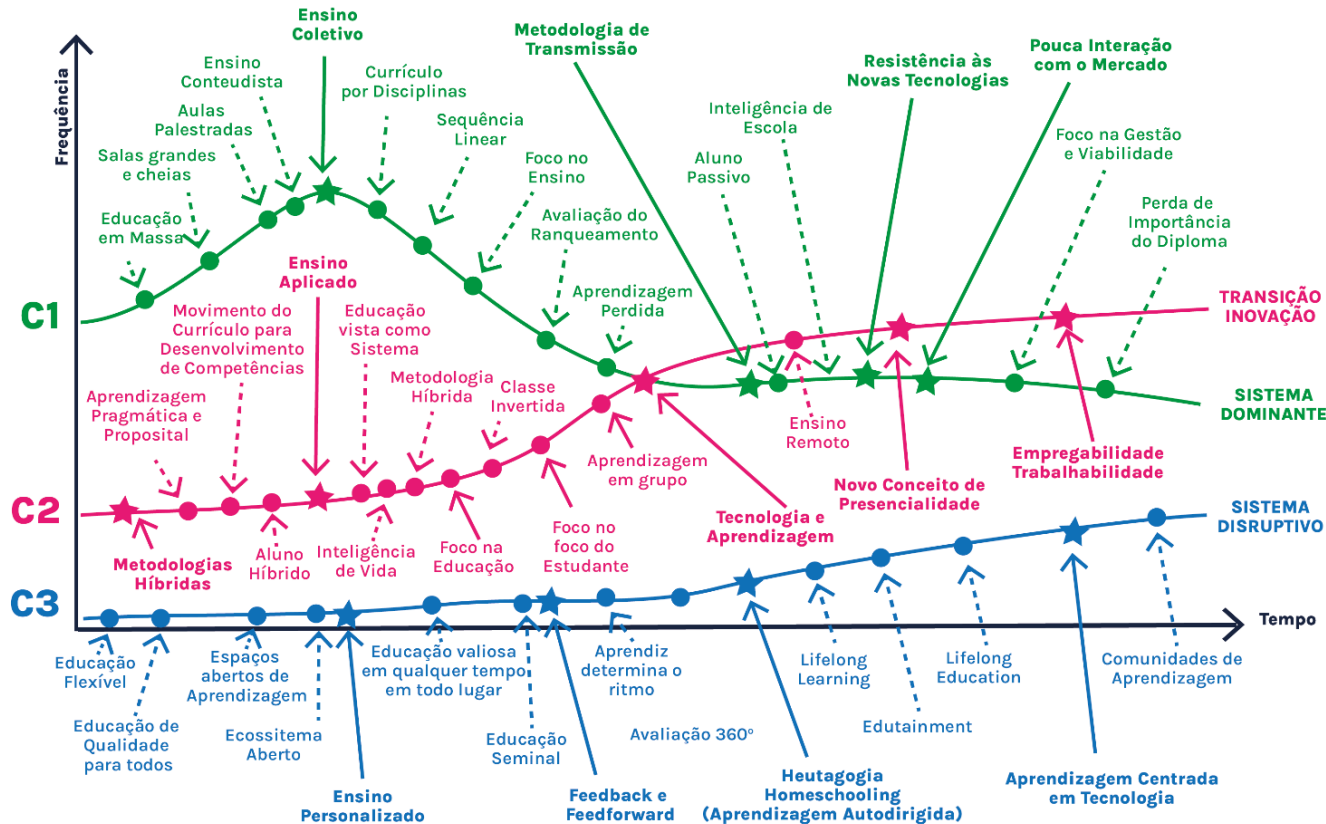 Frequência
Ensino
Coletivo
Ensino
Conteudista
Currículo
por Disciplinas
Aulas
Palestradas
Sequência
Linear
Salas grandes
e cheias
Foco no
Ensino
Educação
em Massa
Avaliação do
Ranqueamento
Aprendizagem
Perdida
Metodologia de
Transmissão
Inteligência de
Escola
Aluno
Passivo
Resistência às
Novas Tecnologias
Pouca Interação
com o Mercado
Foco na Gestão
e Viabilidade
Perda de
Importância
do Diploma
C1
TRANSIÇÃO
INOVAÇÃO
SISTEMA
DOMINANTE
Ensino
Aplicado
Movimento do
Currículo para
Desenvolvimento
de Competências
Educação
vista como
Sistema
Metodologia
Híbrida
Classe
Invertida
Aprendizagem
Pragmática e
Proposital
Ensino
Remoto
Aprendizagem
em grupo
Empregabilidade
Trabalhabilidade
Novo Conceito de
Presencialidade
C2
Tecnologia e
Aprendizagem
SISTEMA
DISRUPTIVO
Metodologias
Híbridas
Aluno
Híbrido
Inteligência
de Vida
Foco na
Educação
Foco no
foco do
Estudante
C3
Tempo
Educação
Flexível
Espaços
abertos de
Aprendizagem
Educação valiosa
em qualquer tempo
em todo lugar
Aprendiz
determina o
ritmo
Lifelong
Learning
Lifelong
Education
Comunidades de
Aprendizagem
Educação de
Qualidade
para todos
Ecossitema
Aberto
Educação
Seminal
Avaliação 360º
Edutainment
Ensino
Personalizado
Feedback e
Feedforward
Heutagogia
Homeschooling
(Aprendizagem Autodirigida)
Aprendizagem Centrada
em Tecnologia